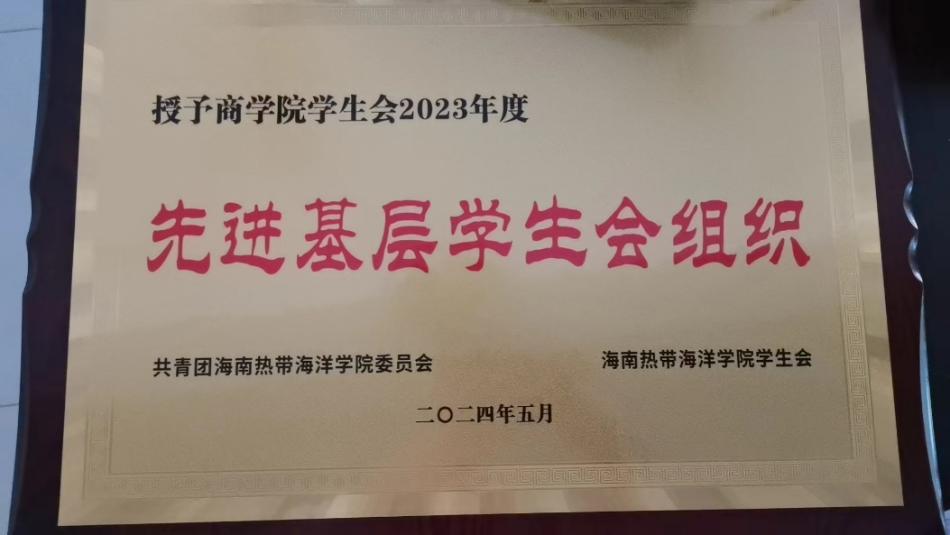 授予商学院学生会2023年度
先进基层学生会组织
共青团海南热带海洋学院委员会 海南热带海洋学院学生会
二〇二四年五月